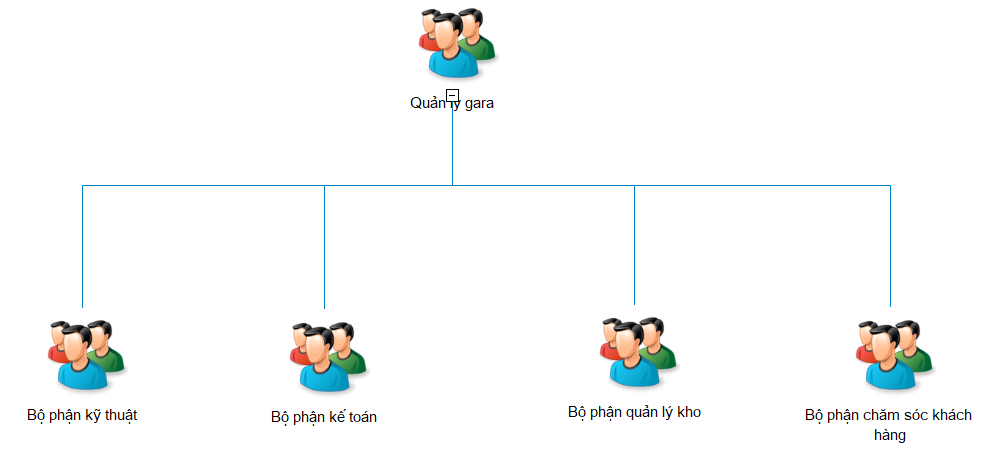 Quản lý gara
Bộ phận kỹ thuật
Bộ phận kế toán
Bộ phận quản lý kho
Bộ phận chăm sóc khách
hàng